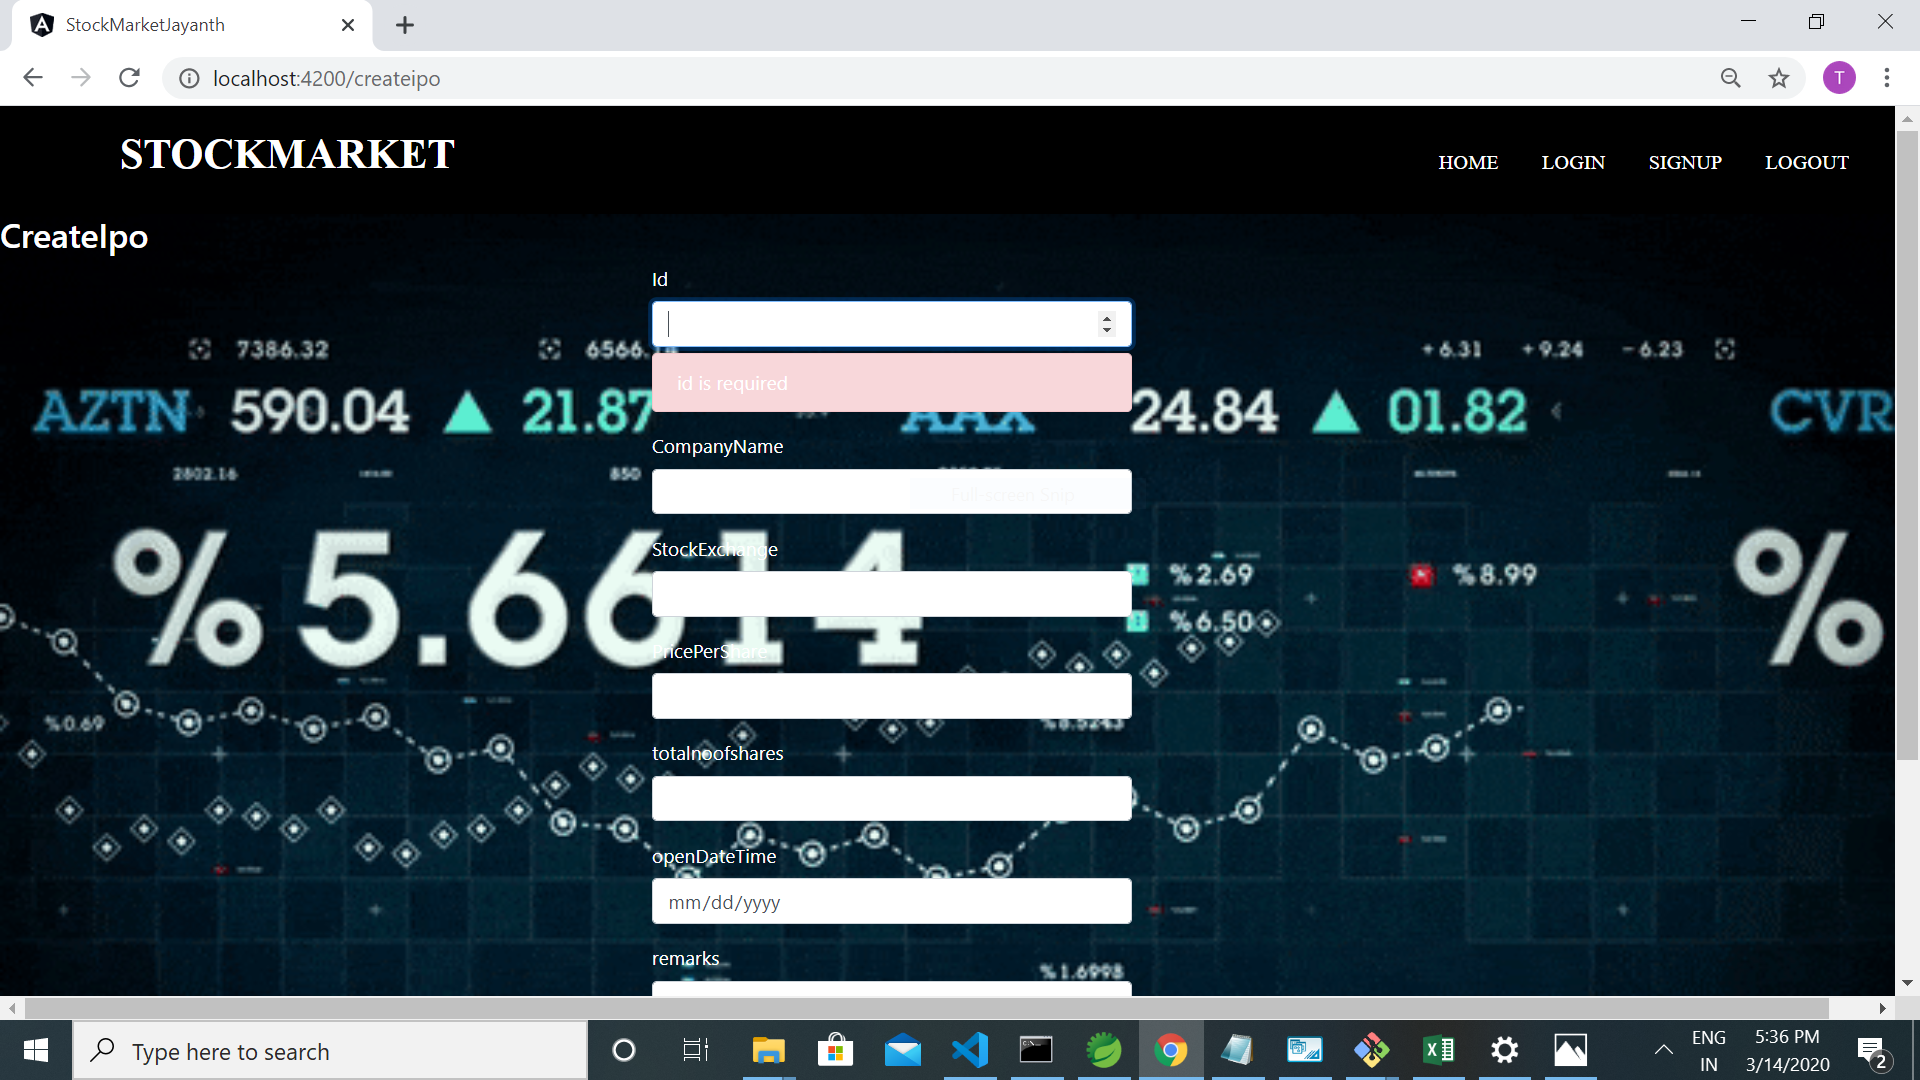 StockMarketJayanth
localhost:4200/createipo
T
STOCKMARKET
HOME LOGIN SIGNUP LOGOUT
CreateIpo
Id
7386.32 6566. +6.31 +9.24 -6.23
id is required
AZTN 590.04 21.87 AAX 24.84 01.82 CVR
CompanyName
2802.16 850
Full-screen Snip
StockExchange
%5.6614 %2.69 %8.99 %
%6.50
PricePerShare
%0.69 %8.5243
totalnoofshares
openDateTime
mm/dd/yyyy
remarks
%1.6998
Type here to search
ENG 5:36 PM
IN 3/14/2020
2